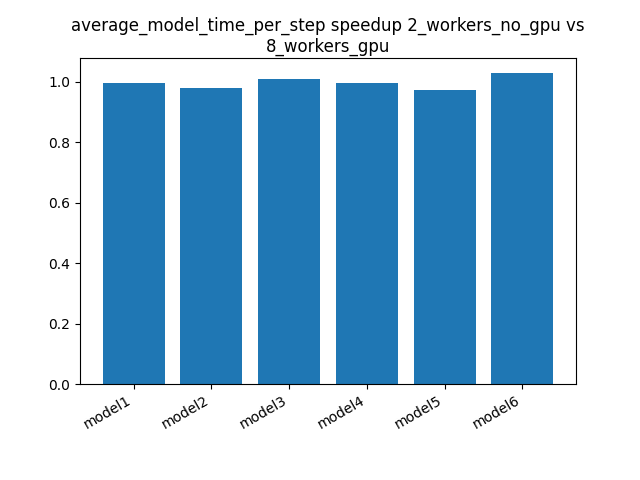 average_model_time_per_step speedup 2_workers_no_gpu vs
8_workers_gpu
1.0
0.8
0.6
0.4
0.2
0.0
model1
model2
model3
model4
model5
model6